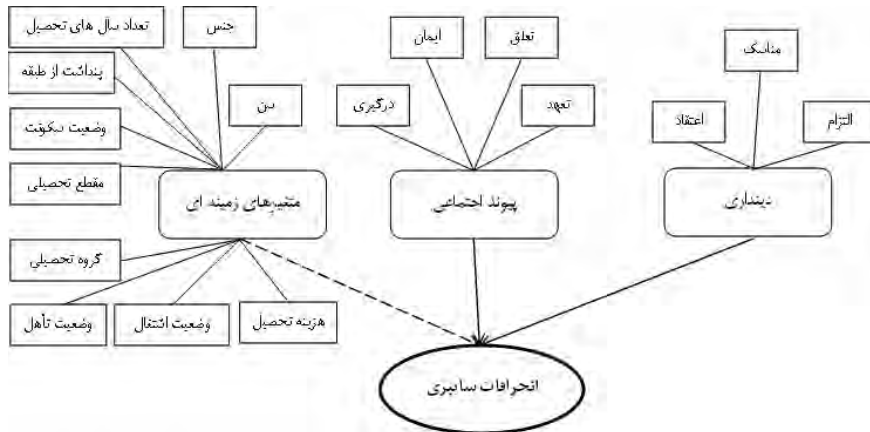 مناسک
التزام
اعتقاد
دینداری
تعلق
ایمان
تعهد
درگیری
پیوند اجتماعی
جنس
تعداد سال های تحصیل
پنداشت از طبقه
سن
وضعیت سکونت
مقطع تحصیلی
متغیرهای زمینه ای
گروه تحصیلی
هزینه تحصیل
وضعیت اشتغال
وضعیت تأهل
انحرافات سایبری